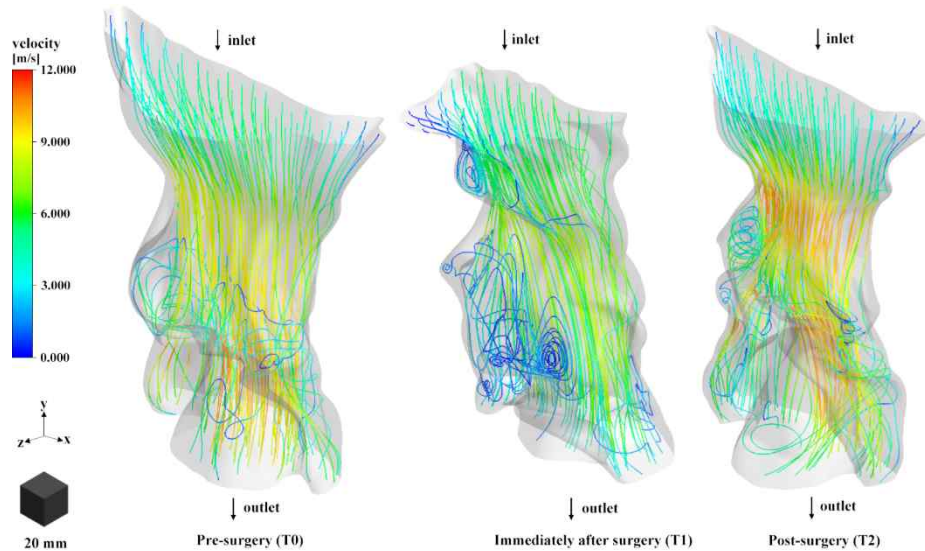 inlet
inlet
inlet
velocity
[m/s]
12.000
9.000
6.000
3.000
0.000
y
z
x
20 mm
outlet
outlet
outlet
Pre-surgery (T0)
Immediately after surgery (T1)
Post-surgery (T2)